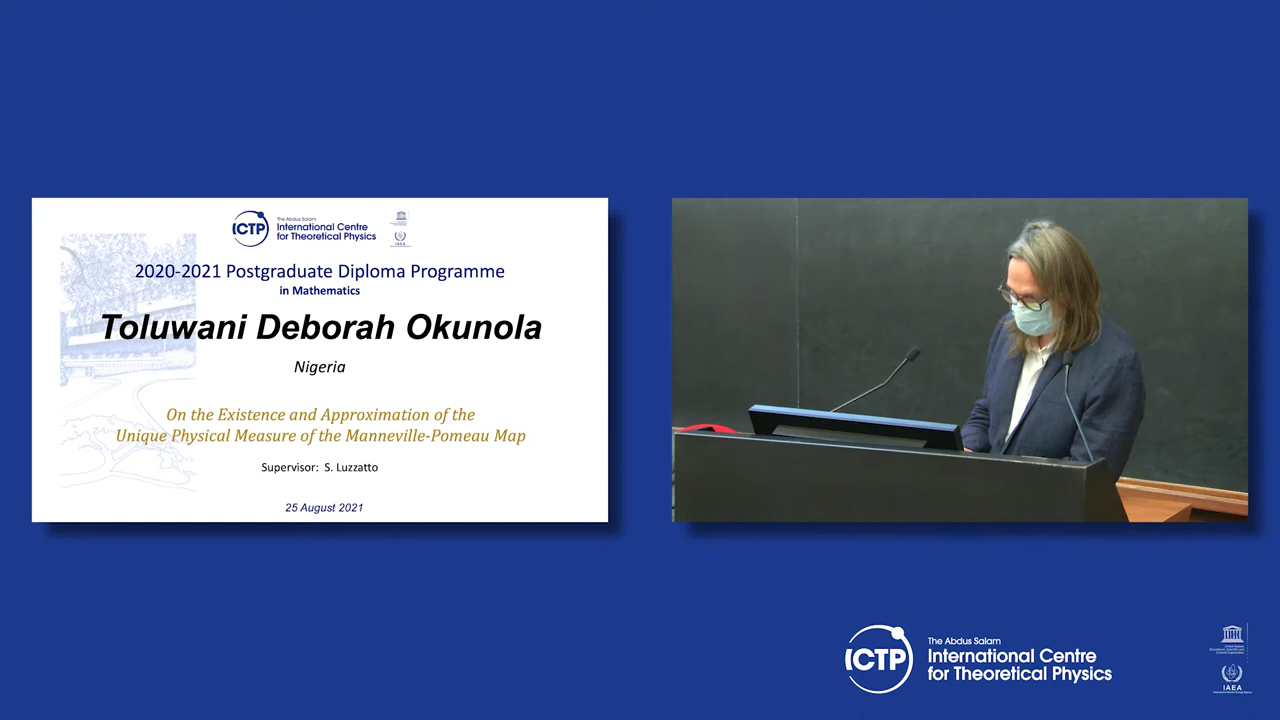 ICTP
The Abdus Salam
International Centre
for Theoretical Physics
IAEA
2020-2021 Postgraduate Diploma Programme
in Mathematics
Toluwani Deborah Okunola
Nigeria
On the Existence and Approximation of the
Unique Physical Measure of the Manneville-Pomeau Map
Supervisor: S. Luzzatto
25 August 2021
ICTP
The Abdus Salam
International Centre
for Theoretical Physics
IAEA